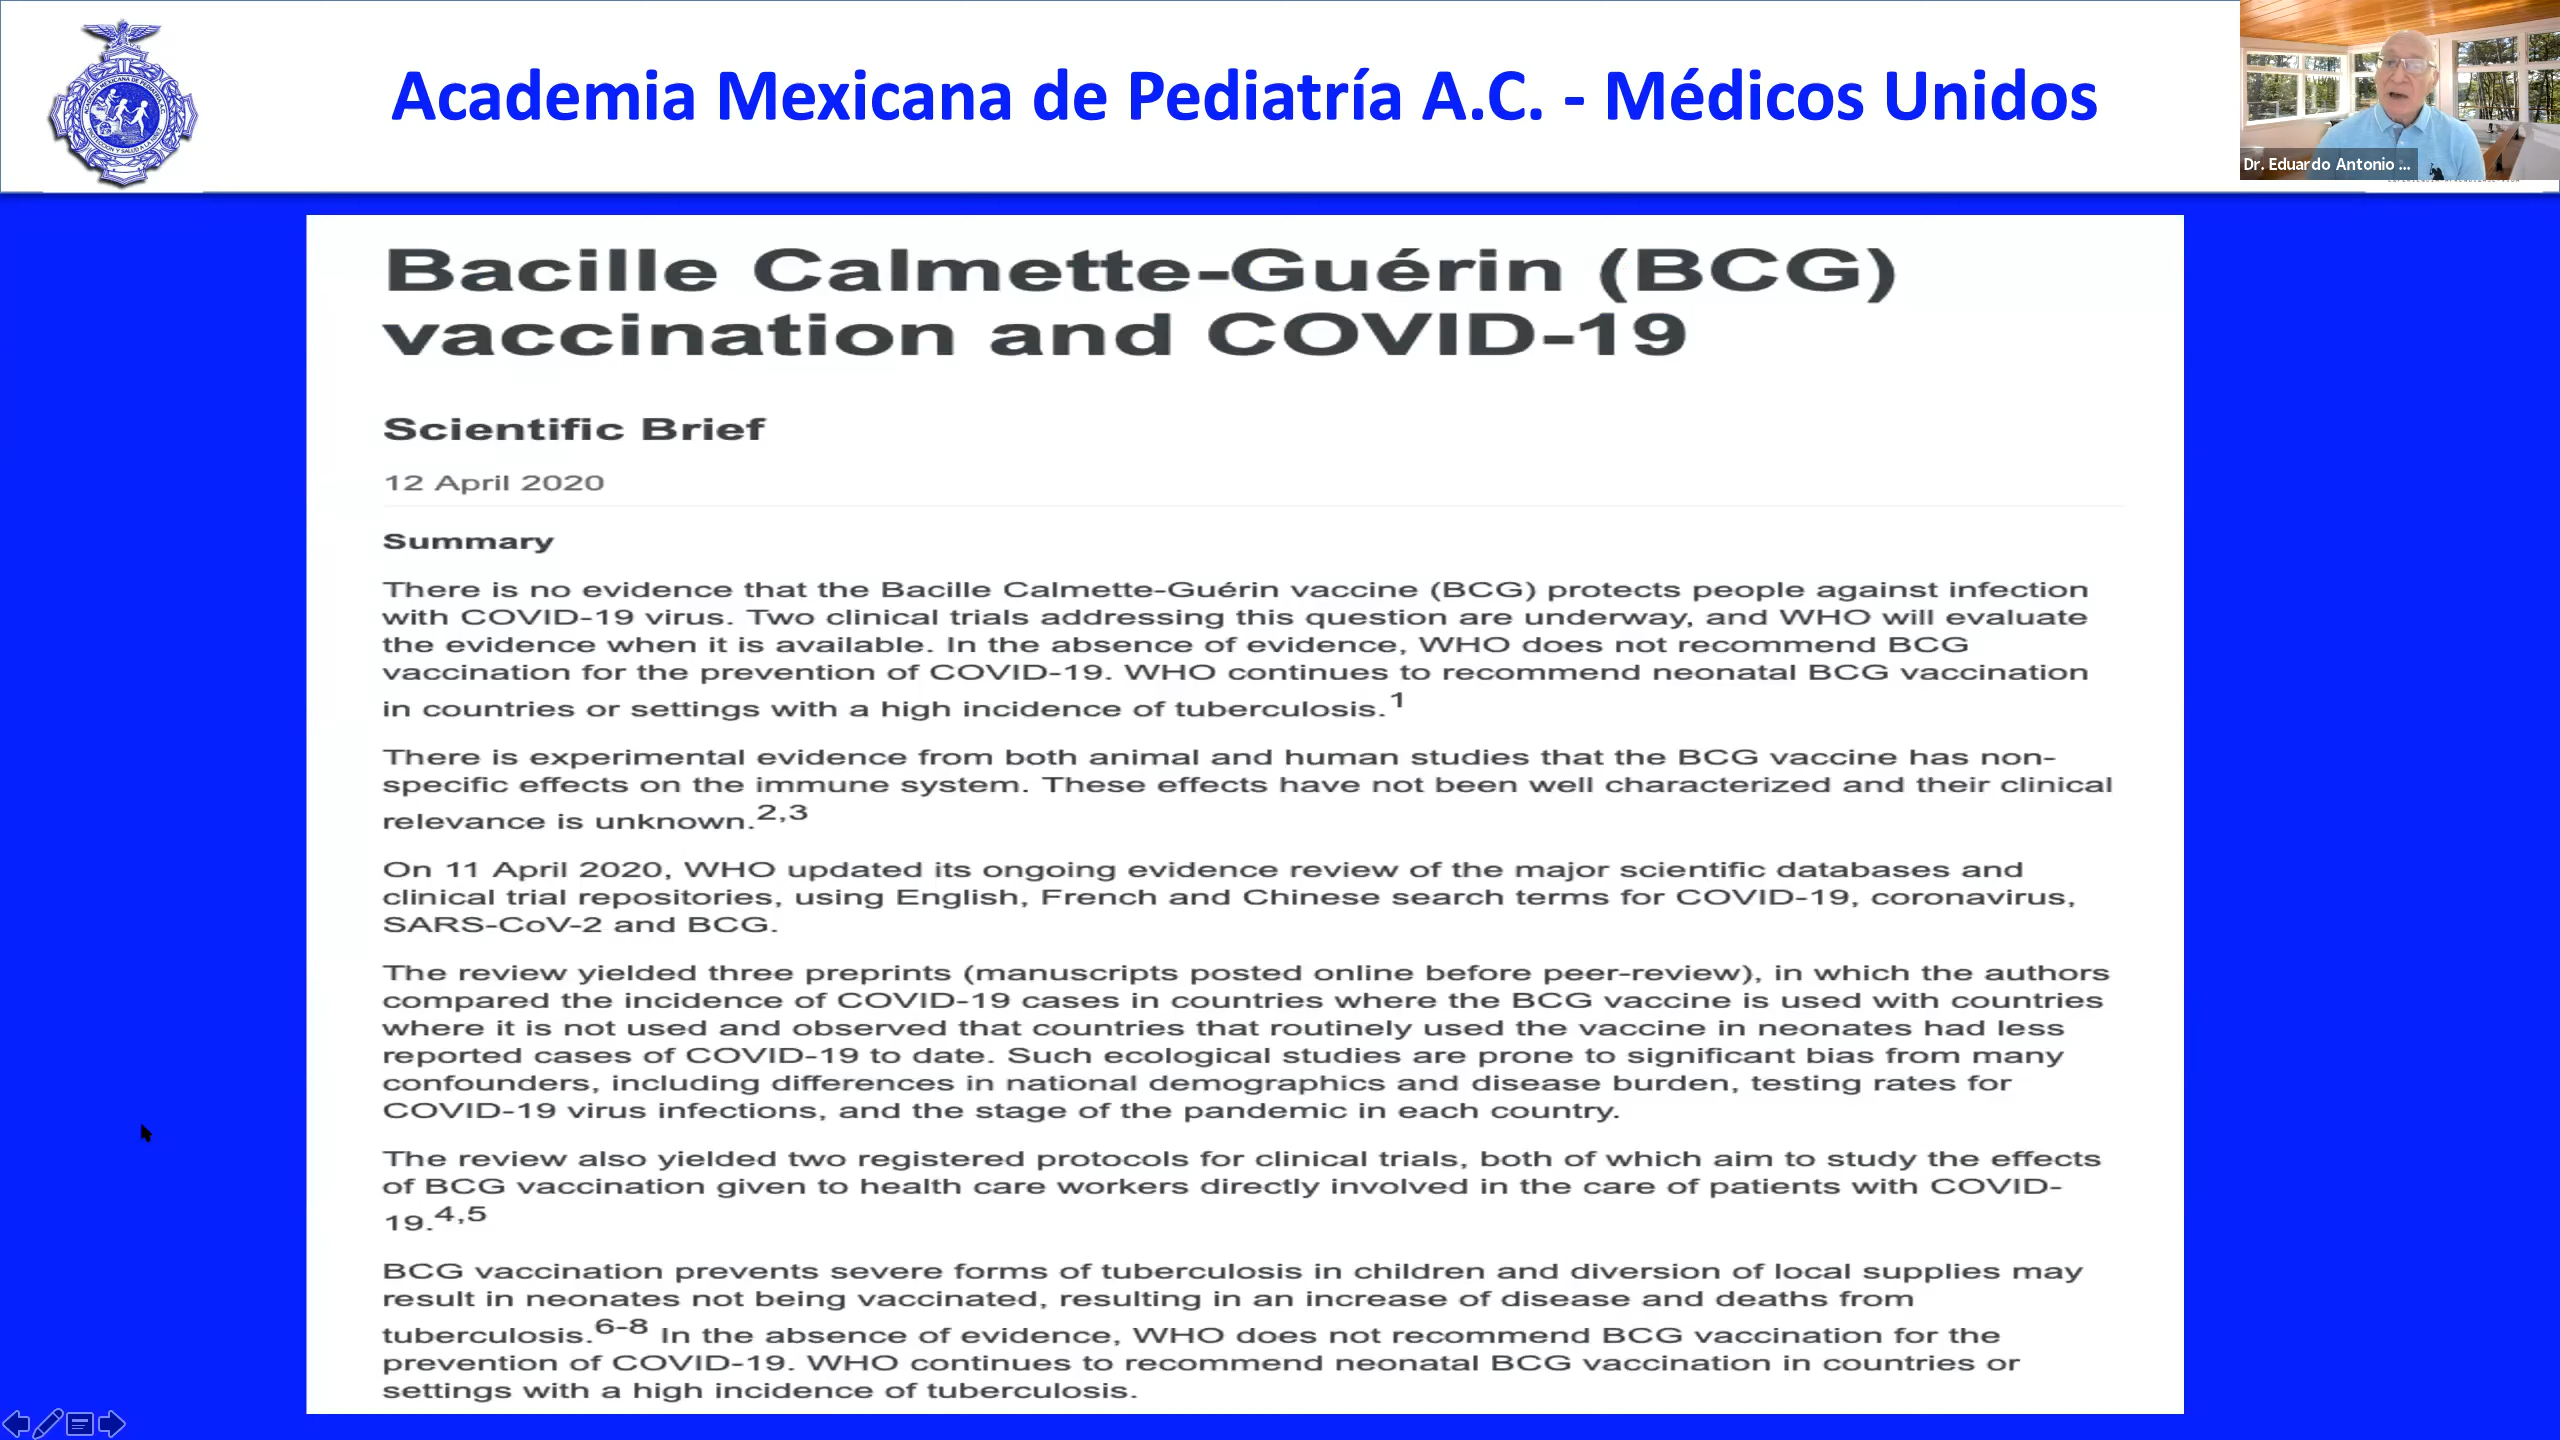 Academia Mexicana de Pediatría A.C. - Médicos Unidos
Dr. Eduardo Antonio ...
Bacille Calmette-Guérin (BCG)
vaccination and COVID-19
Scientific Brief
12 April 2020
Summary
There is no evidence that the Bacille Calmette-Guérin vaccine (BCG) protects people against infection
with COVID-19 virus. Two clinical trials addressing this question are underway, and WHO will evaluate
the evidence when it is available. In the absence of evidence, WHO does not recommend BCG
vaccination for the prevention of COVID-19. WHO continues to recommend neonatal BCG vaccination
in countries or settings with a high incidence of tuberculosis.1
There is experimental evidence from both animal and human studies that the BCG vaccine has non-
specific effects on the immune system. These effects have not been well characterized and their clinical
relevance is unknown.2,3
On 11 April 2020, WHO updated its ongoing evidence review of the major scientific databases and
clinical trial repositories, using English, French and Chinese search terms for COVID-19, coronavirus,
SARS-CoV-2 and BCG.
The review yielded three preprints (manuscripts posted online before peer-review), in which the authors
compared the incidence of COVID-19 cases in countries where the BCG vaccine is used with countries
where it is not used and observed that countries that routinely used the vaccine in neonates had less
reported cases of COVID-19 to date. Such ecological studies are prone to significant bias from many
confounders, including differences in national demographics and disease burden, testing rates for
COVID-19 virus infections, and the stage of the pandemic in each country.
The review also yielded two registered protocols for clinical trials, both of which aim to study the effects
of BCG vaccination given to health care workers directly involved in the care of patients with COVID-
19.4,5
BCG vaccination prevents severe forms of tuberculosis in children and diversion of local supplies may
result in neonates not being vaccinated, resulting in an increase of disease and deaths from
tuberculosis.6-8 In the absence of evidence, WHO does not recommend BCG vaccination for the
prevention of COVID-19. WHO continues to recommend neonatal BCG vaccination in countries or
settings with a high incidence of tuberculosis.